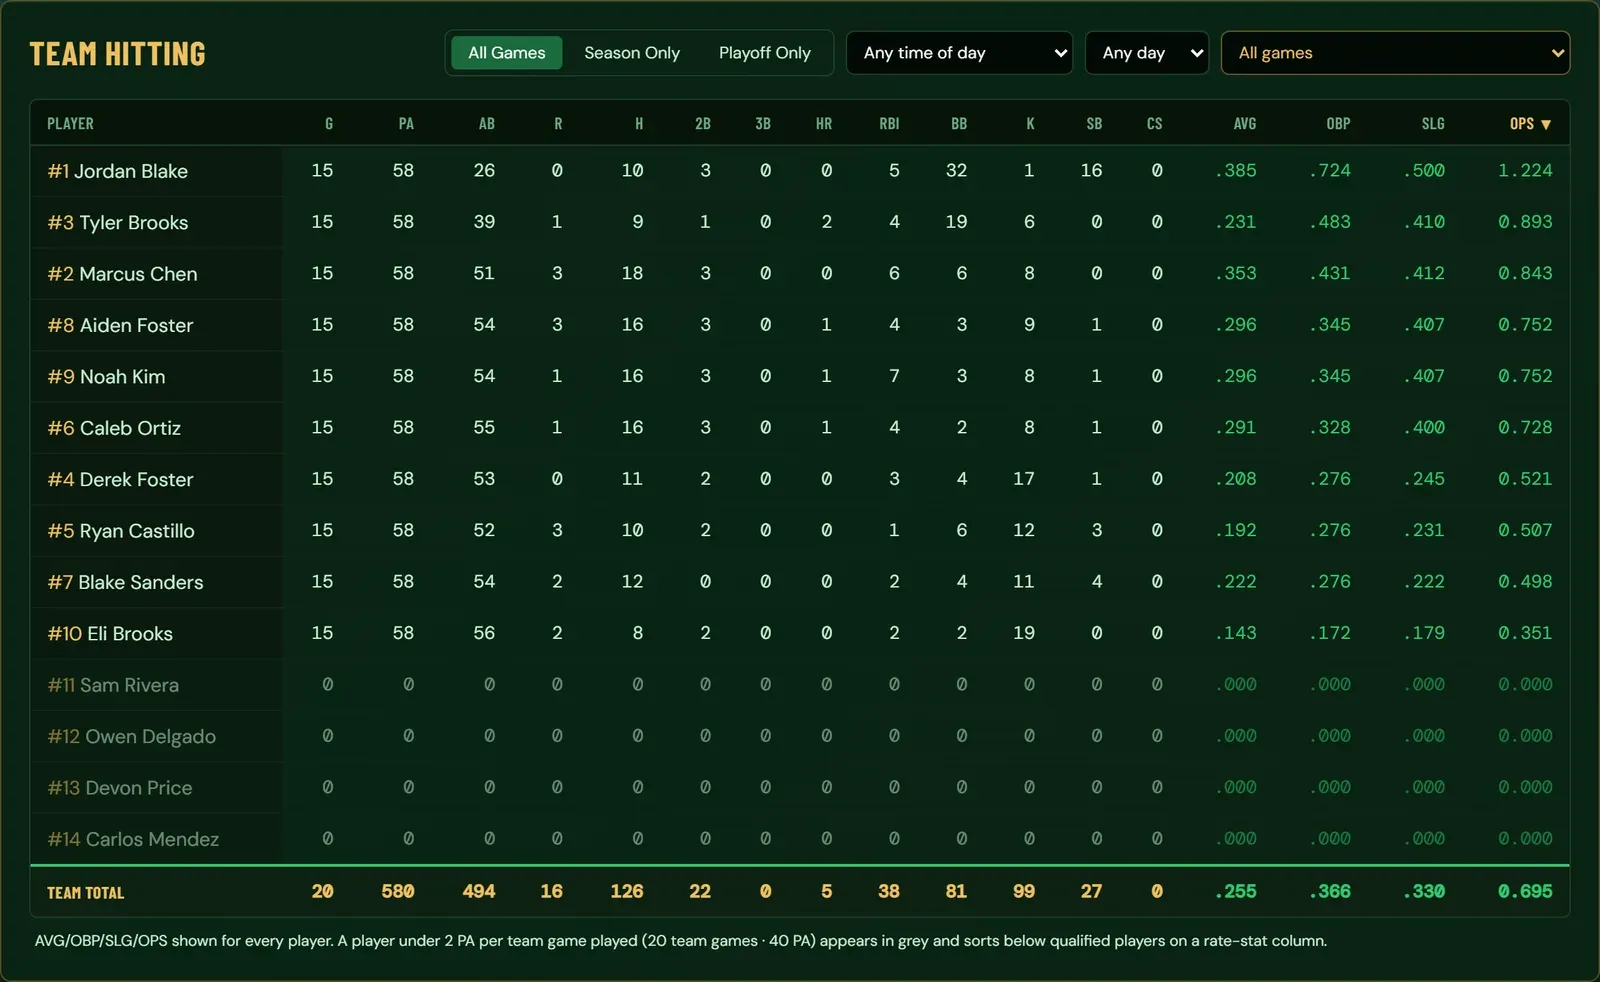 TEAM HITTING
All Games Season Only Playoff Only Any time of day Any day All games
PLAYER G PA AB R H 2B 3B HR RBI BB K SB CS AVG OBP SLG OPS ▼
#1 Jordan Blake 15 58 26 0 10 3 0 0 5 32 1 16 0 .385 .724 .500 1.224
#3 Tyler Brooks 15 58 39 1 9 1 0 2 4 19 6 0 0 .231 .483 .410 0.893
#2 Marcus Chen 15 58 51 3 18 3 0 0 6 6 8 0 0 .353 .431 .412 0.843
#8 Aiden Foster 15 58 54 3 16 3 0 1 4 3 9 1 0 .296 .345 .407 0.752
#9 Noah Kim 15 58 54 1 16 3 0 1 7 3 8 1 0 .296 .345 .407 0.752
#6 Caleb Ortiz 15 58 55 1 16 3 0 1 4 2 8 1 0 .291 .328 .400 0.728
#4 Derek Foster 15 58 53 0 11 2 0 0 3 4 17 1 0 .208 .276 .245 0.521
#5 Ryan Castillo 15 58 52 3 10 2 0 0 1 6 12 3 0 .192 .276 .231 0.507
#7 Blake Sanders 15 58 54 2 12 0 0 0 2 4 11 4 0 .222 .276 .222 0.498
#10 Eli Brooks 15 58 56 2 8 2 0 0 2 2 19 0 0 .143 .172 .179 0.351
#11 Sam Rivera 0 0 0 0 0 0 0 0 0 0 0 0 0 .000 .000 .000 0.000
#12 Owen Delgado 0 0 0 0 0 0 0 0 0 0 0 0 0 .000 .000 .000 0.000
#13 Devon Price 0 0 0 0 0 0 0 0 0 0 0 0 0 .000 .000 .000 0.000
#14 Carlos Mendez 0 0 0 0 0 0 0 0 0 0 0 0 0 .000 .000 .000 0.000
TEAM TOTAL 20 580 494 16 126 22 0 5 38 81 99 27 0 .255 .366 .330 0.695
AVG/OBP/SLG/OPS shown for every player. A player under 2 PA per team game played (20 team games · 40 PA) appears in grey and sorts below qualified players on a rate-stat column.